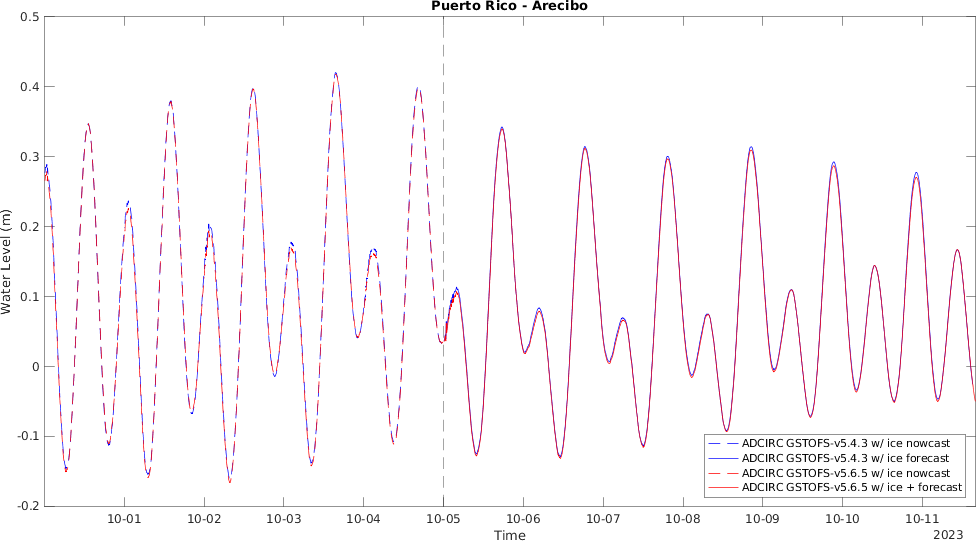 Puerto Rico - Arecibo
0.5
0.4
0.3
0.2
0.1
0
-0.1
-0.2
Water Level (m)
ADCIRC GSTOFS-v5.4.3 w/ ice nowcast
ADCIRC GSTOFS-v5.4.3 w/ ice forecast
ADCIRC GSTOFS-v5.6.5 w/ ice nowcast
ADCIRC GSTOFS-v5.6.5 w/ ice + forecast
10-01 10-02 10-03 10-04 10-05 10-06 10-07 10-08 10-09 10-10 10-11
Time
2023